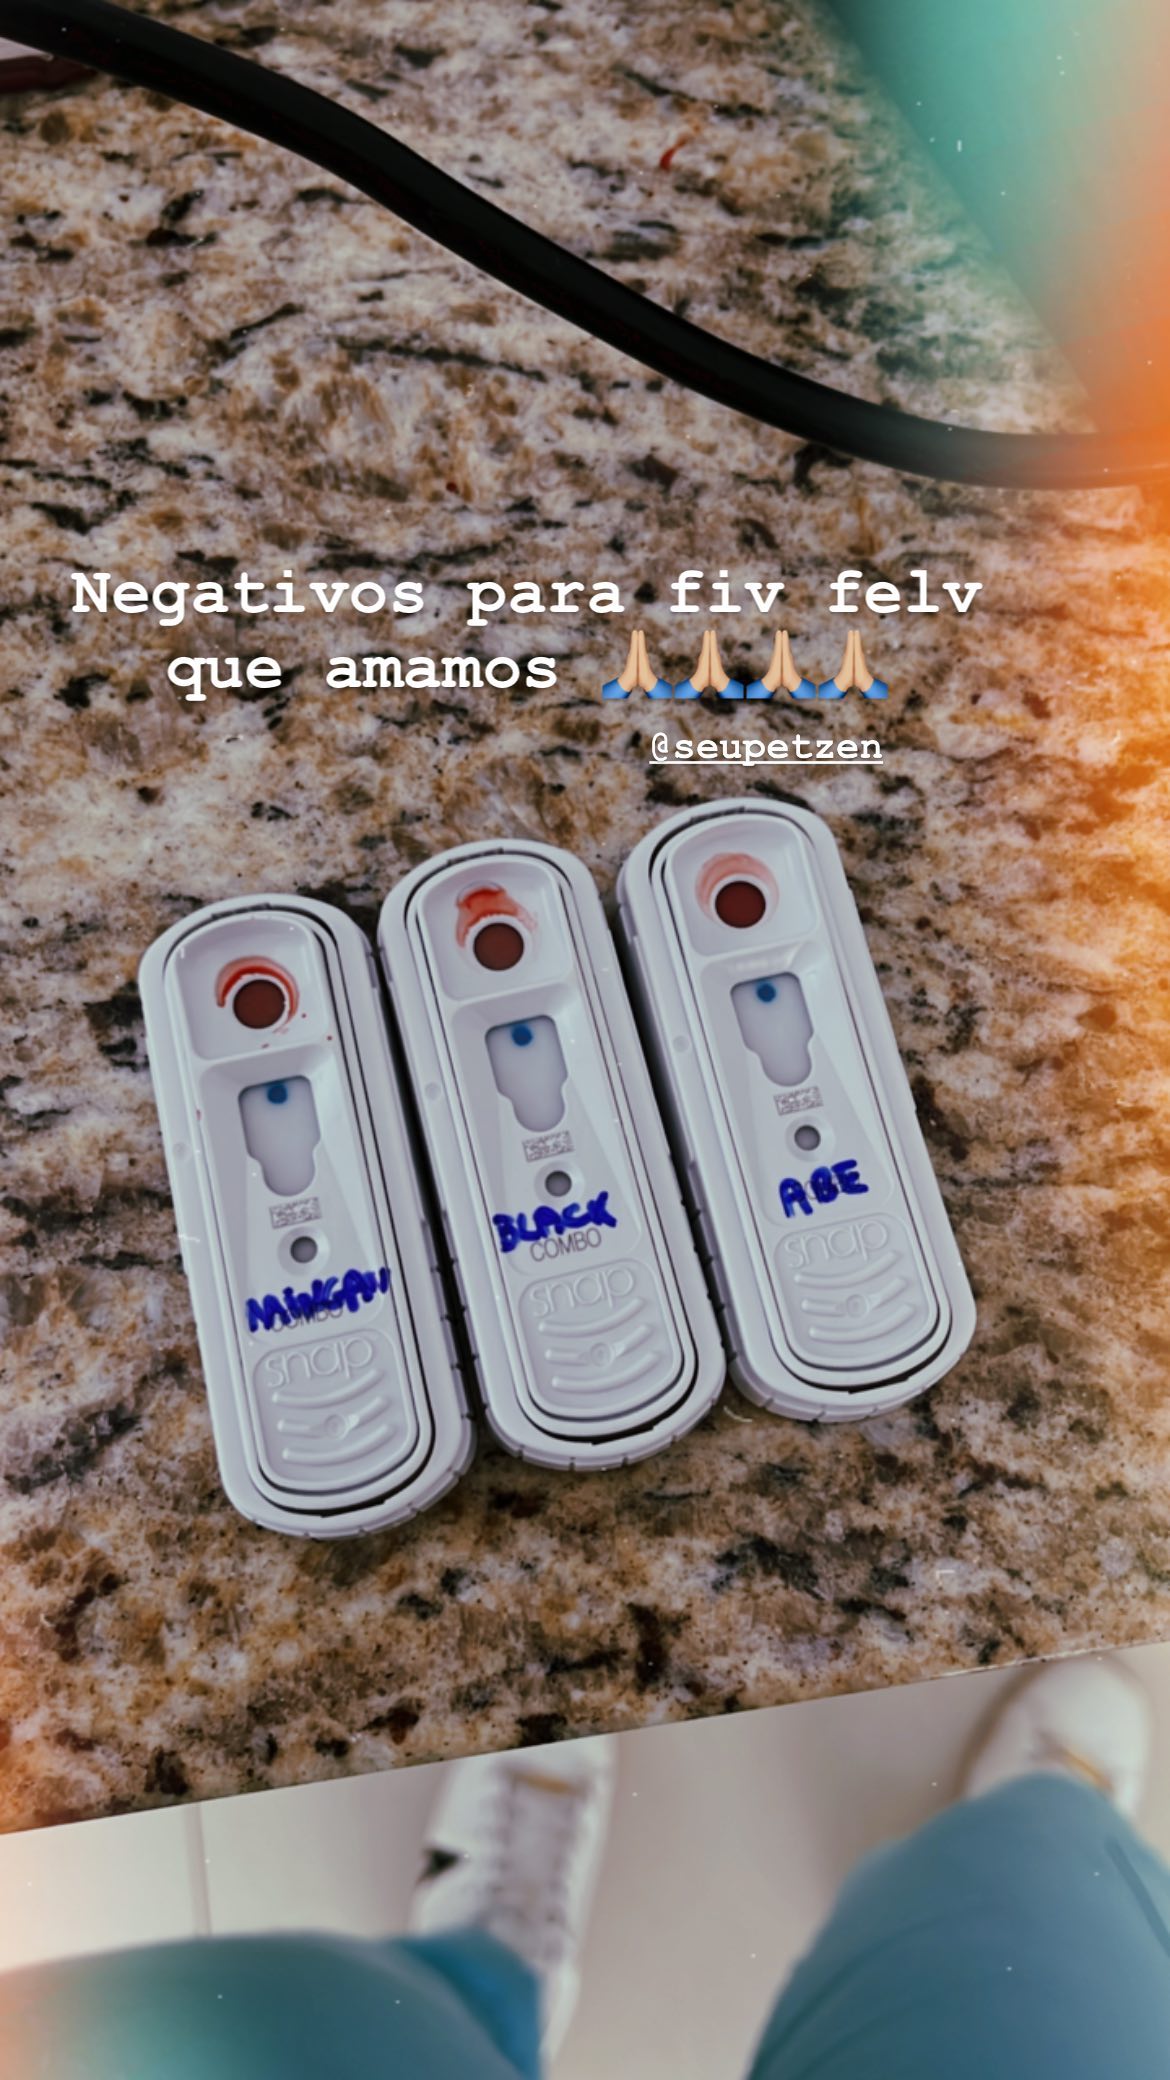 Negativos para fiv felv
que amamos 🙏🏼🙏🏼🙏🏼🙏🏼
@seupetzen
ABE
snap
BLACK
COMBO
snap
MINGAU
COMBO
snap